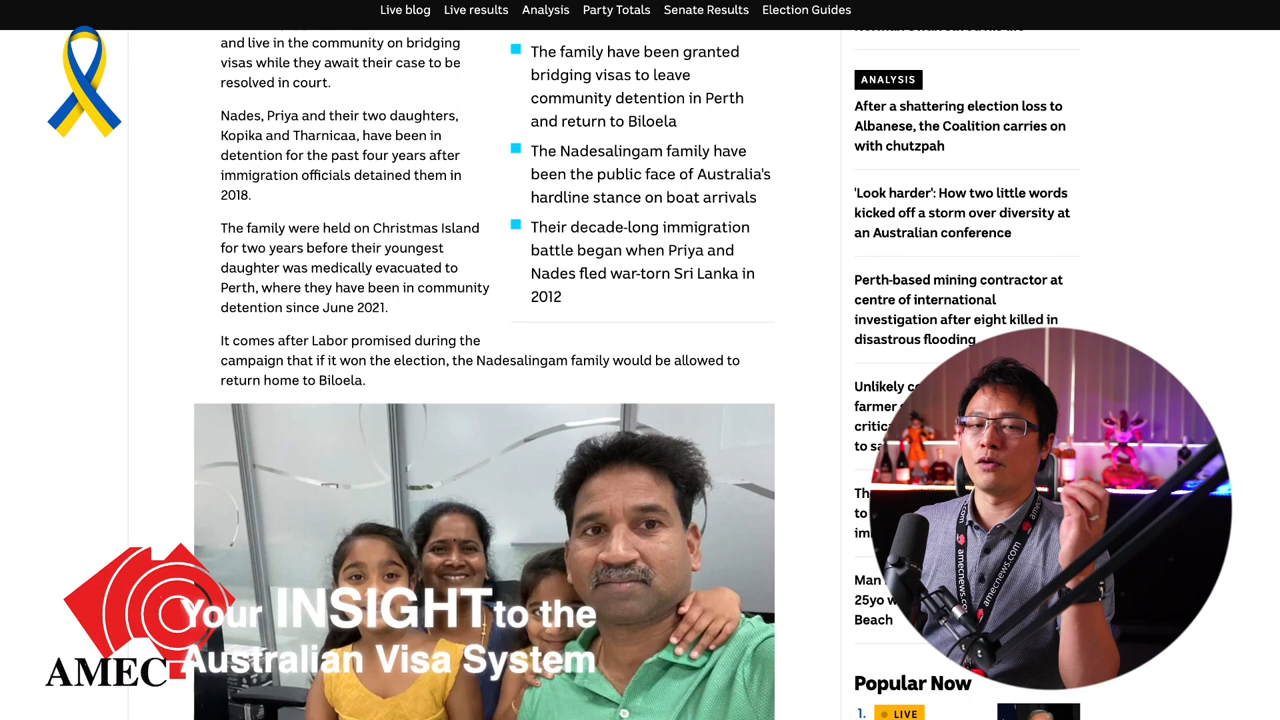 Live blog Live results Analysis Party Totals Senate Results Election Guides
and live in the community on bridging
visas while they await their case to be
resolved in court.
Nades, Priya and their two daughters,
Kopika and Tharnicaa, have been in
detention for the past four years after
immigration officials detained them in
2018.
The family were held on Christmas Island
for two years before their youngest
daughter was medically evacuated to
Perth, where they have been in community
detention since June 2021.
It comes after Labor promised during the
campaign that if it won the election, the Nadesalingam family would be allowed to
return home to Biloela.
The family have been granted
bridging visas to leave
community detention in Perth
and return to Biloela
The Nadesalingam family have
been the public face of Australia's
hardline stance on boat arrivals
Their decade-long immigration
battle began when Priya and
Nades fled war-torn Sri Lanka in
2012
ANALYSIS
After a shattering election loss to
Albanese, the Coalition carries on
with chutzpah
'Look harder': How two little words
kicked off a storm over diversity at
an Australian conference
Perth-based mining contractor at
centre of international
investigation after eight killed in
disastrous flooding
Unlikely
farmer
to
Man
25yo
Beach
Popular Now
1. LIVE
AMEC
Your INSIGHT to the
Australian Visa System
amecnews.com
amecnews.com